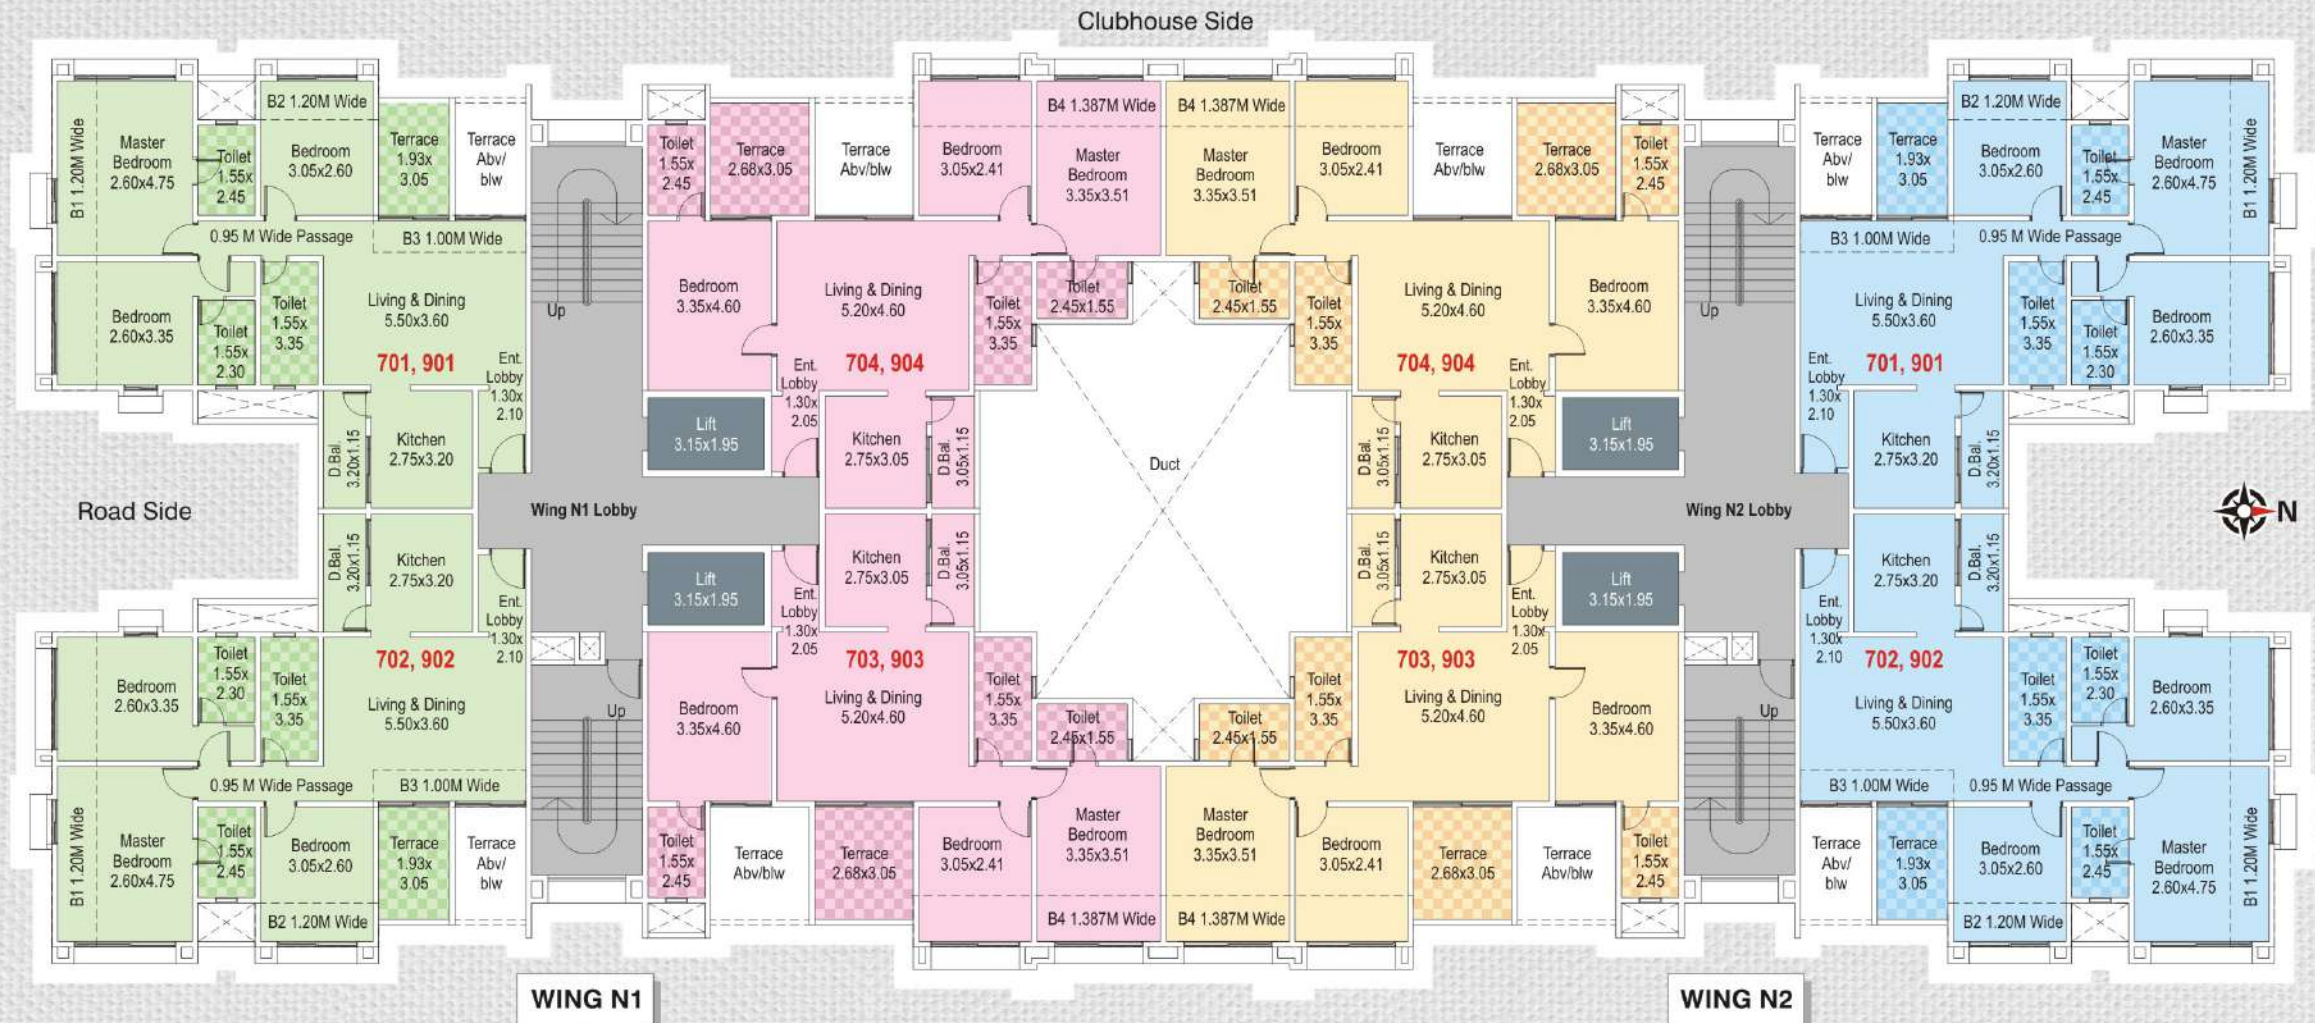 Clubhouse Side
B1 1.20M Wide
Master
Bedroom
2.60x4.75
Toilet
1.55x
2.45
B2 1.20M Wide
Bedroom
3.05x2.60
Terrace
1.93x
3.05
Terrace
Abv/
blw
0.95 M Wide Passage
B3 1.00M Wide
Bedroom
2.60x3.35
Toilet
1.55x
2.30
Toilet
1.55x
3.35
Living & Dining
5.50x3.60
701, 901
Ent.
Lobby
1.30x
2.10
D.Bal.
3.20x1.15
Kitchen
2.75x3.20
Up
Toilet
1.55x
2.45
Terrace
2.68x3.05
Terrace
Abv/blw
Bedroom
3.05x2.41
B4 1.387M Wide
Master
Bedroom
3.35x3.51
Bedroom
3.35x4.60
Living & Dining
5.20x4.60
704, 904
Toilet
1.55x
3.35
Toilet
2.45x1.55
Ent.
Lobby
1.30x
2.05
Lift
3.15x1.95
Kitchen
2.75x3.05
D.Bal.
3.05x1.15
B4 1.387M Wide
Master
Bedroom
3.35x3.51
Bedroom
3.05x2.41
Terrace
Abv/blw
Terrace
2.68x3.05
Toilet
1.55x
2.45
Toilet
2.45x1.55
Toilet
1.55x
3.35
Living & Dining
5.20x4.60
704, 904
Bedroom
3.35x4.60
Ent.
Lobby
1.30x
2.05
D.Bal.
3.05x1.15
Kitchen
2.75x3.05
Lift
3.15x1.95
Up
Terrace
Abv/
blw
Terrace
1.93x
3.05
B2 1.20M Wide
Bedroom
3.05x2.60
Toilet
1.55x
2.45
Master
Bedroom
2.60x4.75
B1 1.20M Wide
B3 1.00M Wide
0.95 M Wide Passage
Living & Dining
5.50x3.60
701, 901
Toilet
1.55x
3.35
Toilet
1.55x
2.30
Bedroom
2.60x3.35
Ent.
Lobby
1.30x
2.10
Kitchen
2.75x3.20
D.Bal.
3.20x1.15
Road Side
Wing N1 Lobby
Duct
Wing N2 Lobby
N
D.Bal.
3.20x1.15
Kitchen
2.75x3.20
Ent.
Lobby
1.30x
2.10
Bedroom
2.60x3.35
Toilet
1.55x
2.30
Toilet
1.55x
3.35
702, 902
Living & Dining
5.50x3.60
0.95 M Wide Passage
B3 1.00M Wide
B1 1.20M Wide
Master
Bedroom
2.60x4.75
Toilet
1.55x
2.45
Bedroom
3.05x2.60
B2 1.20M Wide
Terrace
1.93x
3.05
Terrace
Abv/
blw
Up
Lift
3.15x1.95
Ent.
Lobby
1.30x
2.05
Kitchen
2.75x3.05
D.Bal.
3.05x1.15
Bedroom
3.35x4.60
703, 903
Living & Dining
5.20x4.60
Toilet
1.55x
3.35
Toilet
2.45x1.55
Toilet
1.55x
2.45
Terrace
Abv/blw
Terrace
2.68x3.05
Bedroom
3.05x2.41
Master
Bedroom
3.35x3.51
B4 1.387M Wide
D.Bal.
3.05x1.15
Kitchen
2.75x3.05
Ent.
Lobby
1.30x
2.05
Lift
3.15x1.95
Toilet
2.45x1.55
Toilet
1.55x
3.35
703, 903
Living & Dining
5.20x4.60
Bedroom
3.35x4.60
Master
Bedroom
3.35x3.51
B4 1.387M Wide
Bedroom
3.05x2.41
Terrace
2.68x3.05
Terrace
Abv/blw
Toilet
1.55x
2.45
Up
Ent.
Lobby
1.30x
2.10
Kitchen
2.75x3.20
D.Bal.
3.20x1.15
702, 902
Living & Dining
5.50x3.60
Toilet
1.55x
3.35
Toilet
1.55x
2.30
Bedroom
2.60x3.35
B3 1.00M Wide
0.95 M Wide Passage
Terrace
Abv/
blw
Terrace
1.93x
3.05
Bedroom
3.05x2.60
B2 1.20M Wide
Toilet
1.55x
2.45
Master
Bedroom
2.60x4.75
B1 1.20M Wide
WING N1
WING N2